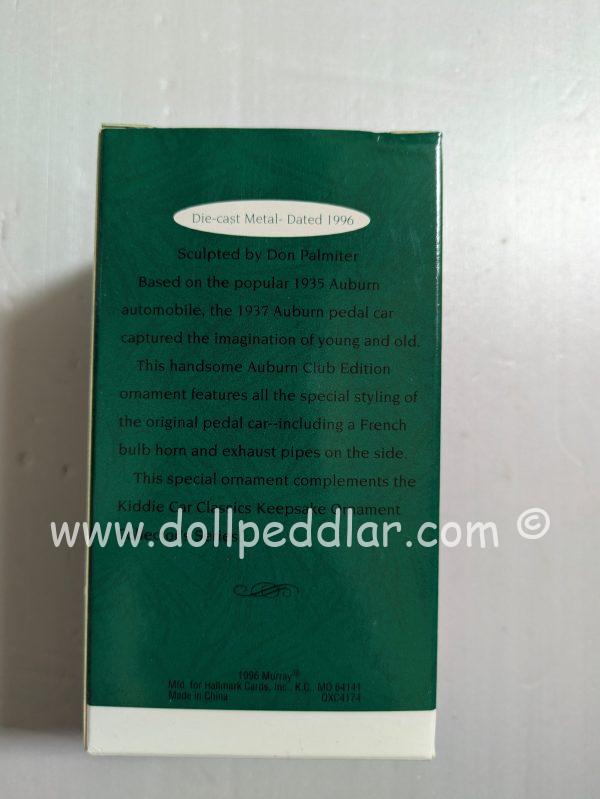 Die-cast Metal- Dated 1996
Sculpted by Don Palmiter
Based on the popular 1935 Auburn
automobile, the 1937 Auburn pedal car
captured the imagination of young and old.
This handsome Auburn Club Edition
ornament features all the special styling of
the original pedal car--including a French
bulb horn and exhaust pipes on the side.
This special ornament complements the
Kiddie Car Classics Keepsake Ornament
www.dollpeddlar.com ©
Series
1996 Murray®
Mfd. for Hallmark Cards, Inc., K.C., MO 64141
Made in China QXC4174